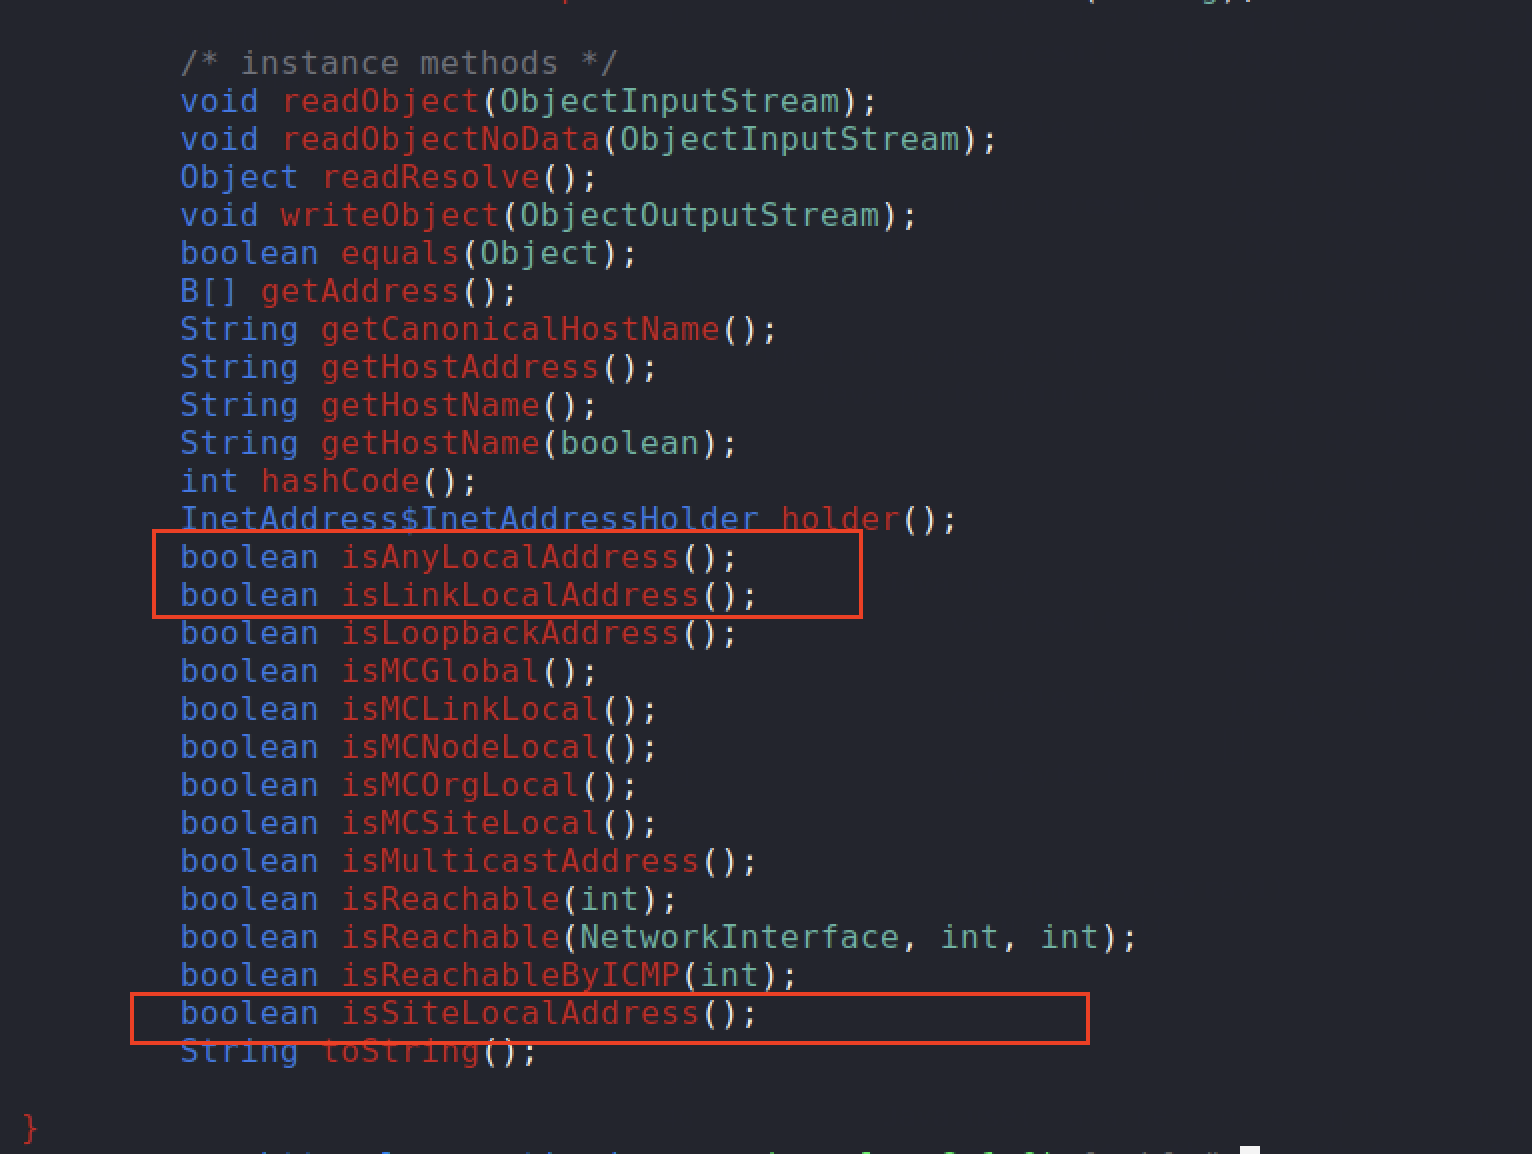 /* instance methods */
void readObject(ObjectInputStream);
void readObjectNoData(ObjectInputStream);
Object readResolve();
void writeObject(ObjectOutputStream);
boolean equals(Object);
B[] getAddress();
String getCanonicalHostName();
String getHostAddress();
String getHostName();
String getHostName(boolean);
int hashCode();
InetAddress$InetAddressHolder holder();
boolean isAnyLocalAddress();
boolean isLinkLocalAddress();
boolean isLoopbackAddress();
boolean isMCGlobal();
boolean isMCLinkLocal();
boolean isMCNodeLocal();
boolean isMCOrgLocal();
boolean isMCSiteLocal();
boolean isMulticastAddress();
boolean isReachable(int);
boolean isReachable(NetworkInterface, int, int);
boolean isReachableByICMP(int);
boolean isSiteLocalAddress();
String toString();
}